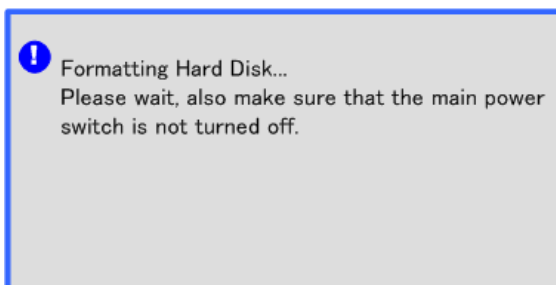 Formatting Hard Disk...
Please wait, also make sure that the main power
switch is not turned off.